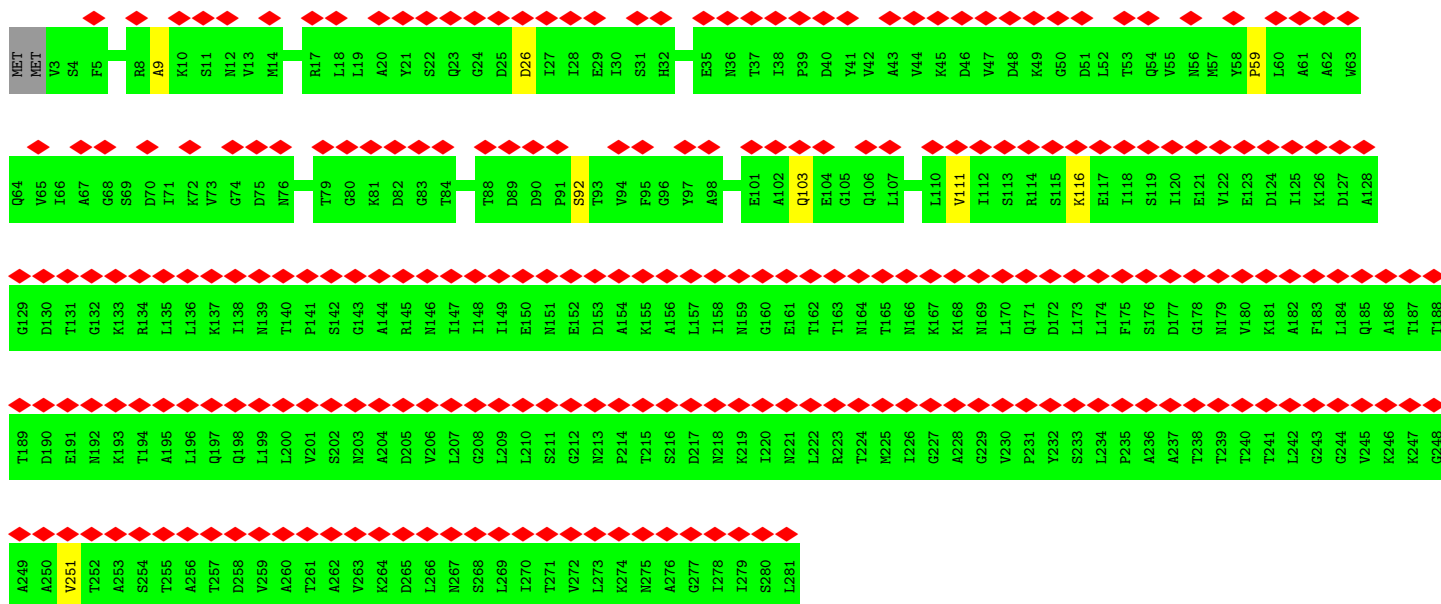 MET MET V3 S4 F5 R8 A9 K10 S11 N12 V13 M14 R17 L18 L19 A20 Y21 S22 Q23 G24 D25 D26 I27 I28 E29 I30 S31 H32 E35 N36 T37 I38 P39 D40 Y41 V42 A43 V44 K45 D46 V47 D48 K49 G50 D51 L52 T53 Q54 V55 N56 M57 Y58 P59 L60 A61 A62 W63
Q64 V65 I66 A67 G68 S69 D70 I71 K72 V73 G74 D75 N76 T79 G80 K81 D82 G83 T84 T88 D89 D90 P91 S92 T93 V94 F95 G96 Y97 A98 E101 A102 Q103 E104 G105 Q106 L107 L110 V111 I112 S113 R114 S115 K116 E117 I118 S119 I120 E121 V122 E123 D124 I125 K126 D127 A128
G129 D130 T131 G132 K133 R134 L135 L136 K137 I138 N139 T140 P141 S142 G143 A144 R145 N146 I147 I148 I149 E150 N151 E152 D153 A154 K155 A156 L157 I158 N159 G160 E161 T162 T163 N164 T165 N166 K167 K168 N169 L170 Q171 D172 L173 L174 F175 S176 D177 G178 N179 V180 K181 A182 F183 L184 Q185 A186 T187 T188
T189 D190 E191 N192 K193 T194 A195 L196 Q197 Q198 L199 L200 V201 S202 N203 A204 D205 V206 L207 G208 L209 L210 S211 G212 N213 P214 T215 S216 D217 N218 K219 I220 N221 L222 R223 T224 M225 I226 G227 A228 G229 V230 P231 Y232 S233 L234 P235 A236 A237 T238 T239 T240 T241 L242 G243 G244 V245 K246 K247 G248
A249 A250 V251 T252 A253 S254 T255 A256 T257 D258 V259 A260 T261 A262 V263 K264 D265 L266 N267 S268 L269 I270 T271 V272 L273 K274 N275 A276 G277 I278 I279 S280 L281